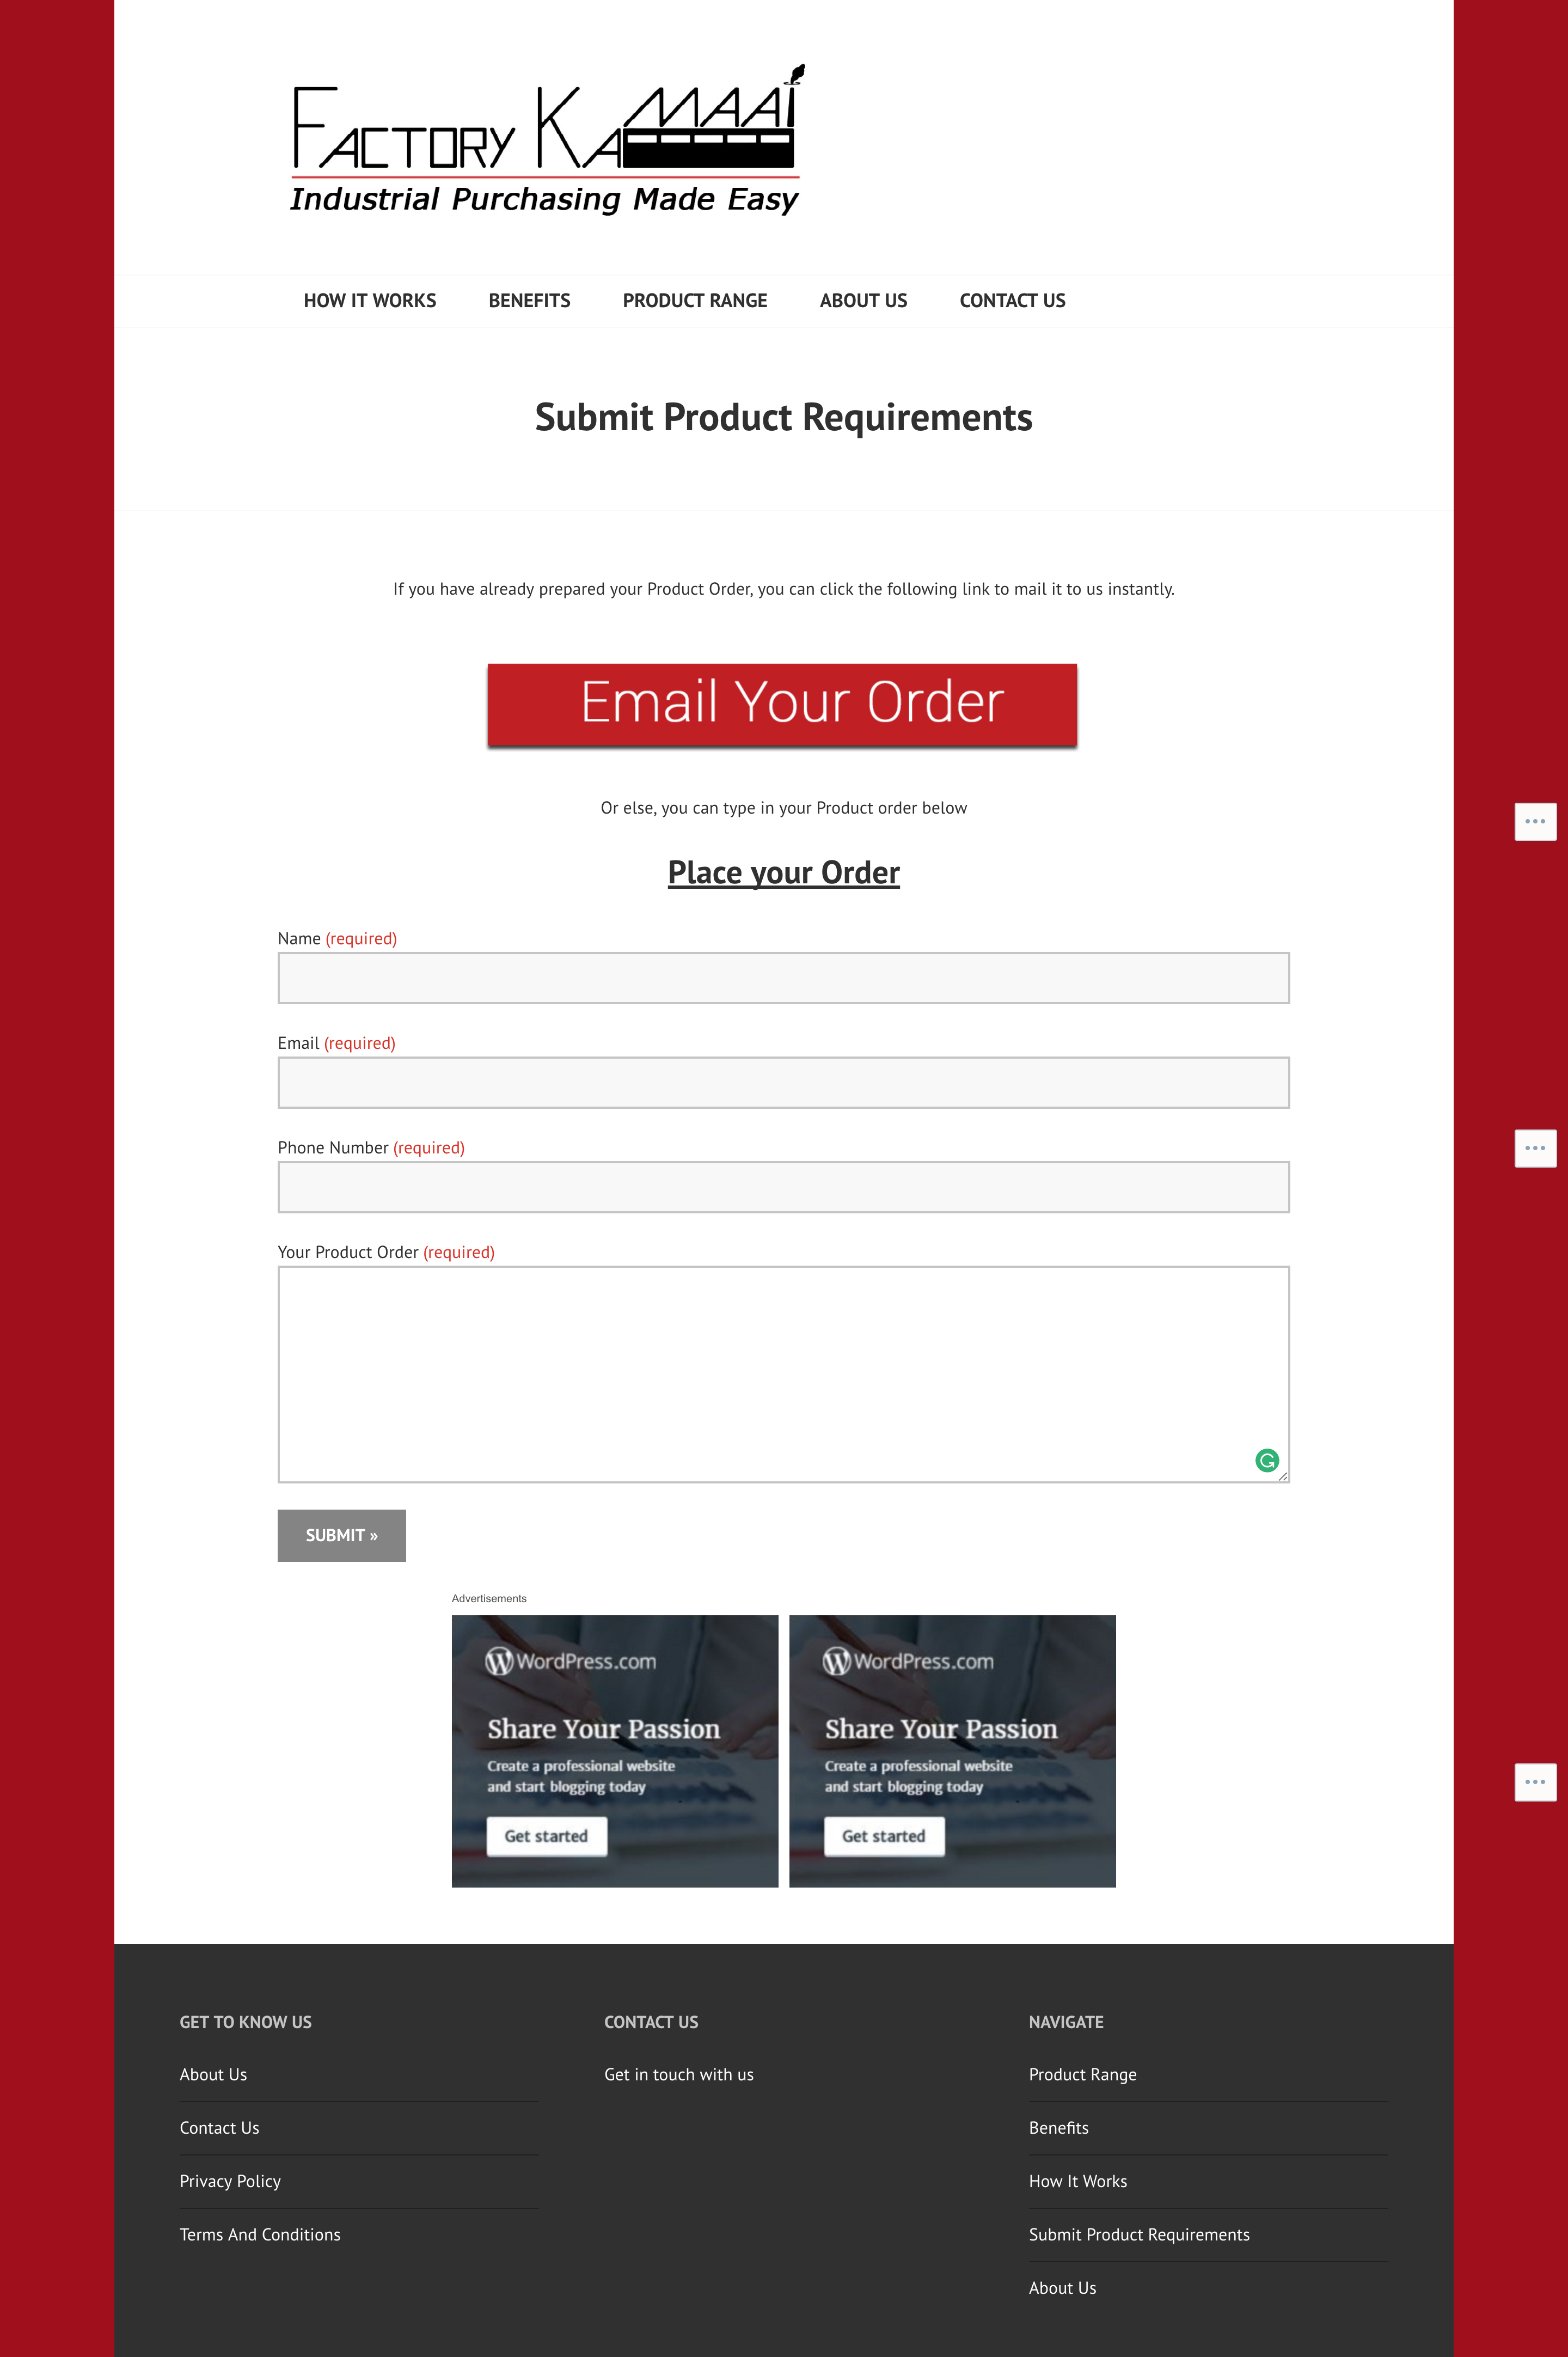 FACTORY KAMAAI
Industrial Purchasing Made Easy
HOW IT WORKS BENEFITS PRODUCT RANGE ABOUT US CONTACT US
Submit Product Requirements
If you have already prepared your Product Order, you can click the following link to mail it to us instantly.
Email Your Order
Or else, you can type in your Product order below
Place your Order
Name (required)
Email (required)
Phone Number (required)
Your Product Order (required)
SUBMIT »
Advertisements
WordPress.com
Share Your Passion
Create a professional website
and start blogging today
Get started
WordPress.com
Share Your Passion
Create a professional website
and start blogging today
Get started
GET TO KNOW US
About Us
Contact Us
Privacy Policy
Terms And Conditions
CONTACT US
Get in touch with us
NAVIGATE
Product Range
Benefits
How It Works
Submit Product Requirements
About Us